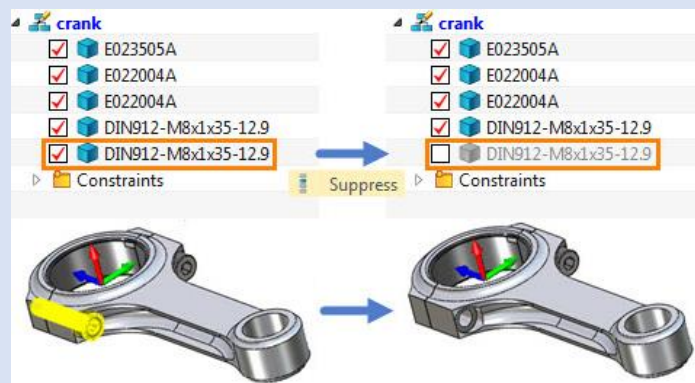 crank
E023505A
E022004A
E022004A
DIN912-M8x1x35-12.9
DIN912-M8x1x35-12.9
Constraints
Suppress
crank
E023505A
E022004A
E022004A
DIN912-M8x1x35-12.9
DIN912-M8x1x35-12.9
Constraints